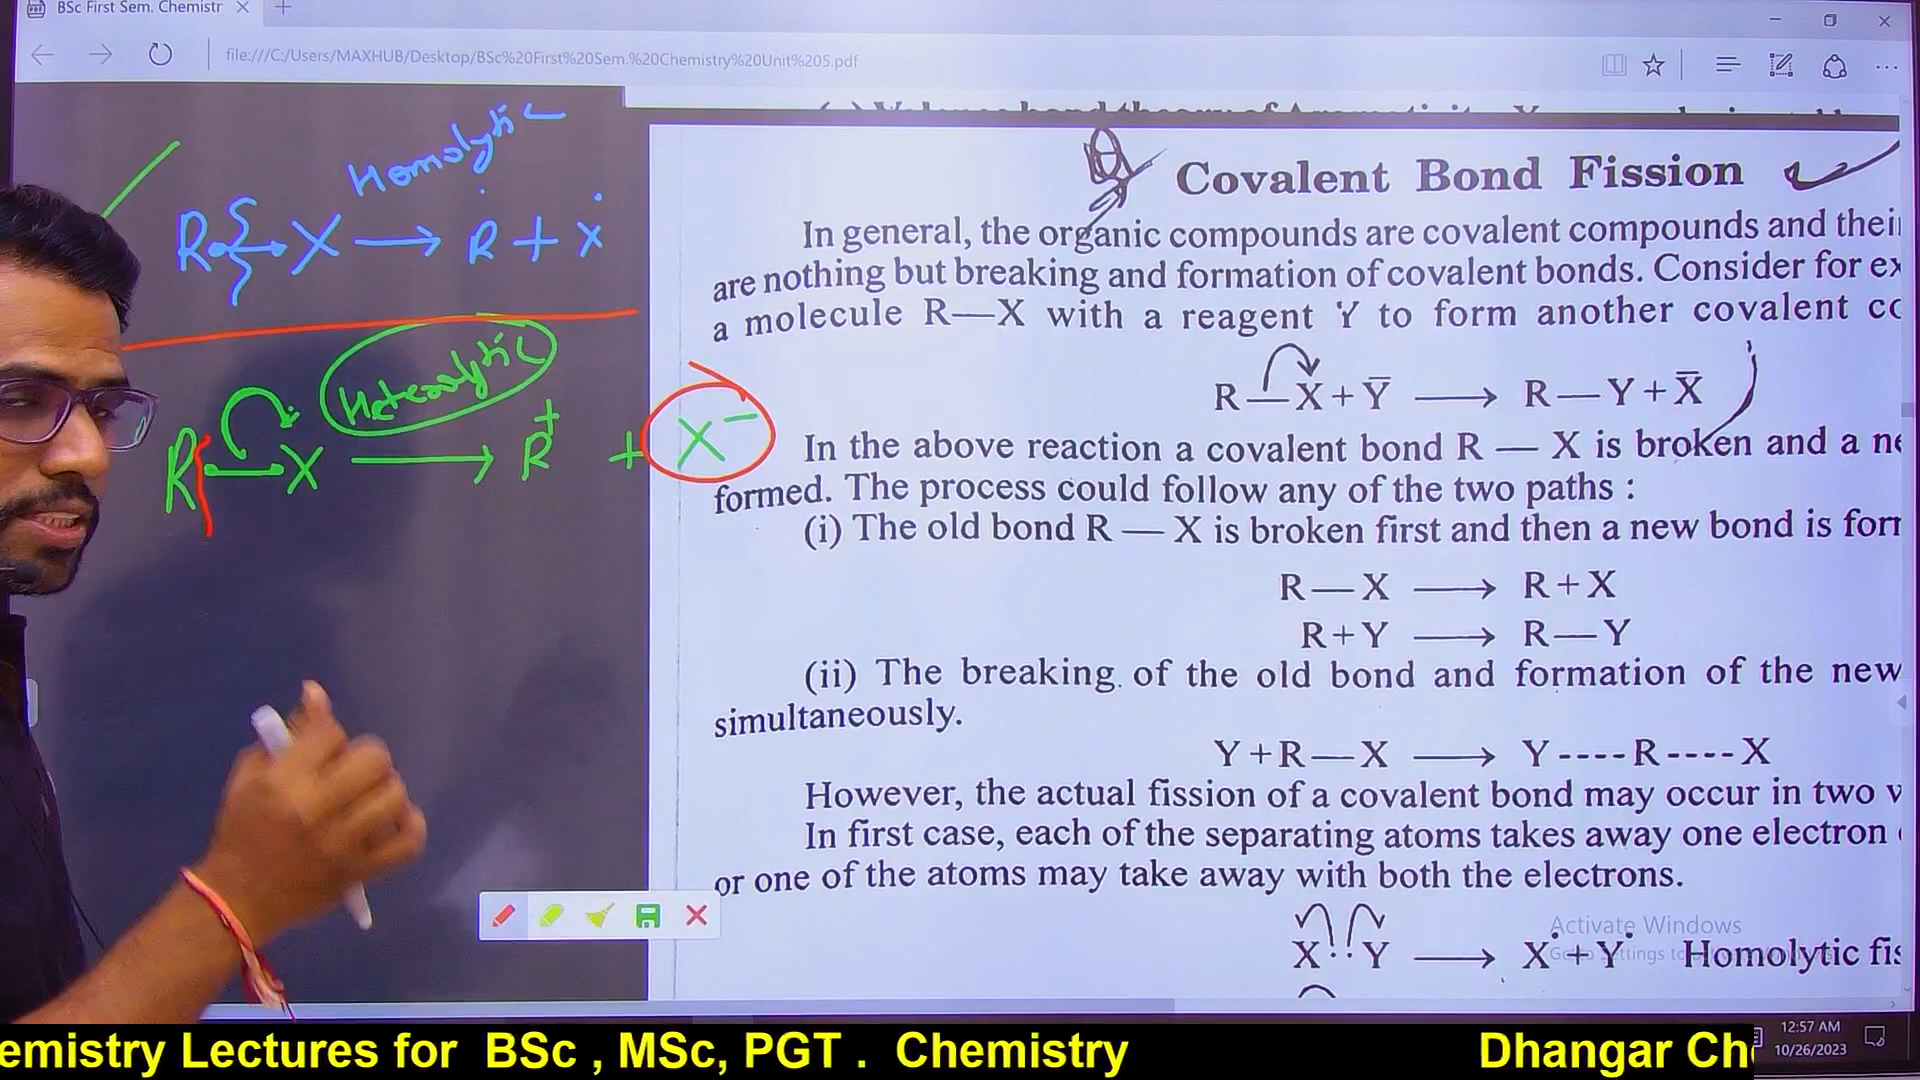 BSc First Sem. Chemistr
file:///C:/Users/MAXHUB/Desktop/BSc%20First%20Sem.%20Chemistry%20Unit%205.pdf
Homolytic
R X → Ṙ + Ẋ
Heterolytic
R — X → R⁺ + X⁻
Covalent Bond Fission
In general, the organic compounds are covalent compounds and thei
are nothing but breaking and formation of covalent bonds. Consider for ex
a molecule R—X with a reagent Y to form another covalent co
R—X + Ȳ → R—Y + X̄
In the above reaction a covalent bond R — X is broken and a ne
formed. The process could follow any of the two paths :
(i) The old bond R — X is broken first and then a new bond is for
R—X → R + X
R + Y → R—Y
(ii) The breaking of the old bond and formation of the new
simultaneously.
Y + R—X → Y----R----X
However, the actual fission of a covalent bond may occur in two
In first case, each of the separating atoms takes away one electron
or one of the atoms may take away with both the electrons.
X : : Y → Ẋ + Ẏ Homolytic fis
Activate Windows
12:57 AM
10/26/2023
emistry Lectures for BSc , MSc, PGT . Chemistry
Dhangar Ch